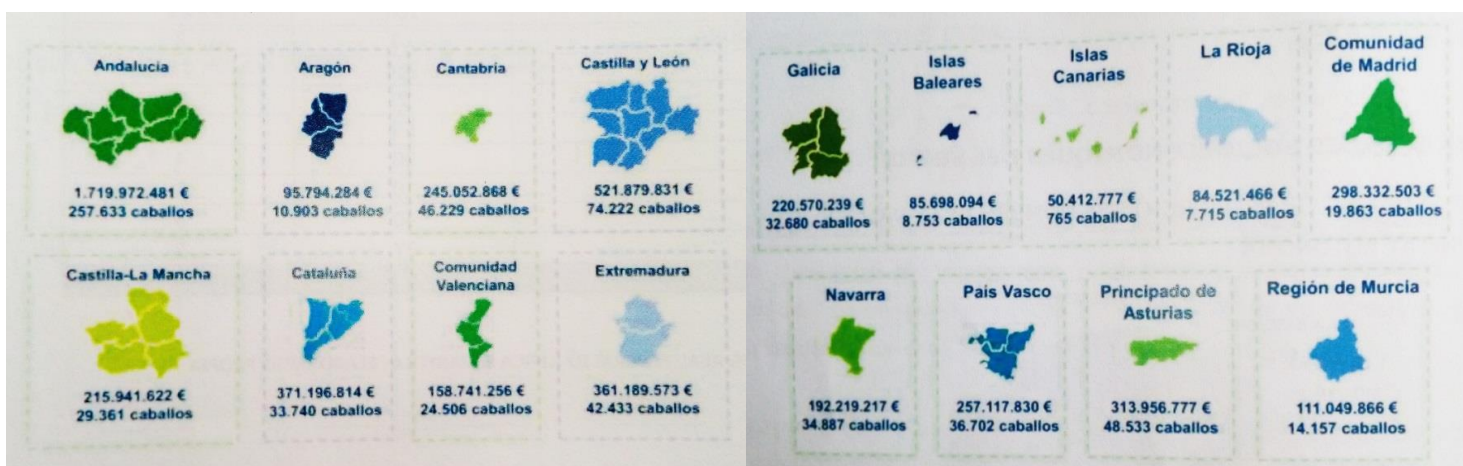 Andalucía
1.719.972.481 €
257.633 caballos
Aragón
95.794.284 €
10.903 caballos
Cantabria
245.052.868 €
46.229 caballos
Castilla y León
521.879.831 €
74.222 caballos
Castilla-La Mancha
215.941.622 €
29.361 caballos
Cataluña
371.196.814 €
33.740 caballos
Comunidad
Valenciana
158.741.256 €
24.506 caballos
Extremadura
361.189.573 €
42.433 caballos
Galicia
220.570.239 €
32.680 caballos
Islas
Baleares
85.698.094 €
8.753 caballos
Islas
Canarias
50.412.777 €
765 caballos
La Rioja
84.521.466 €
7.715 caballos
Comunidad
de Madrid
298.332.503 €
19.863 caballos
Navarra
192.219.217 €
34.887 caballos
País Vasco
257.117.830 €
36.702 caballos
Principado de
Asturias
313.956.777 €
48.533 caballos
Región de Murcia
111.049.866 €
14.157 caballos